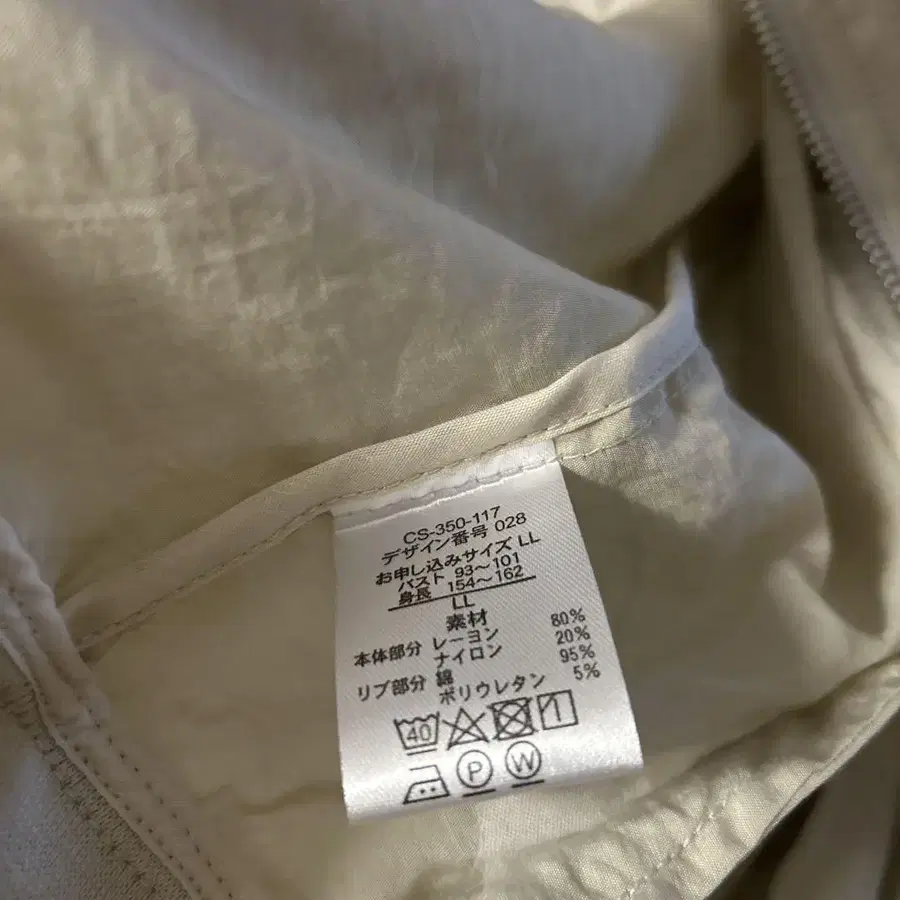 CS-350-117
デザイン番号 028
お申し込みサイズ LL
バスト 93〜101
身長 154〜162
LL
素材
本体部分 レーヨン 80%
ナイロン 20%
リブ部分 綿 95%
ポリウレタン 5%
40
P W